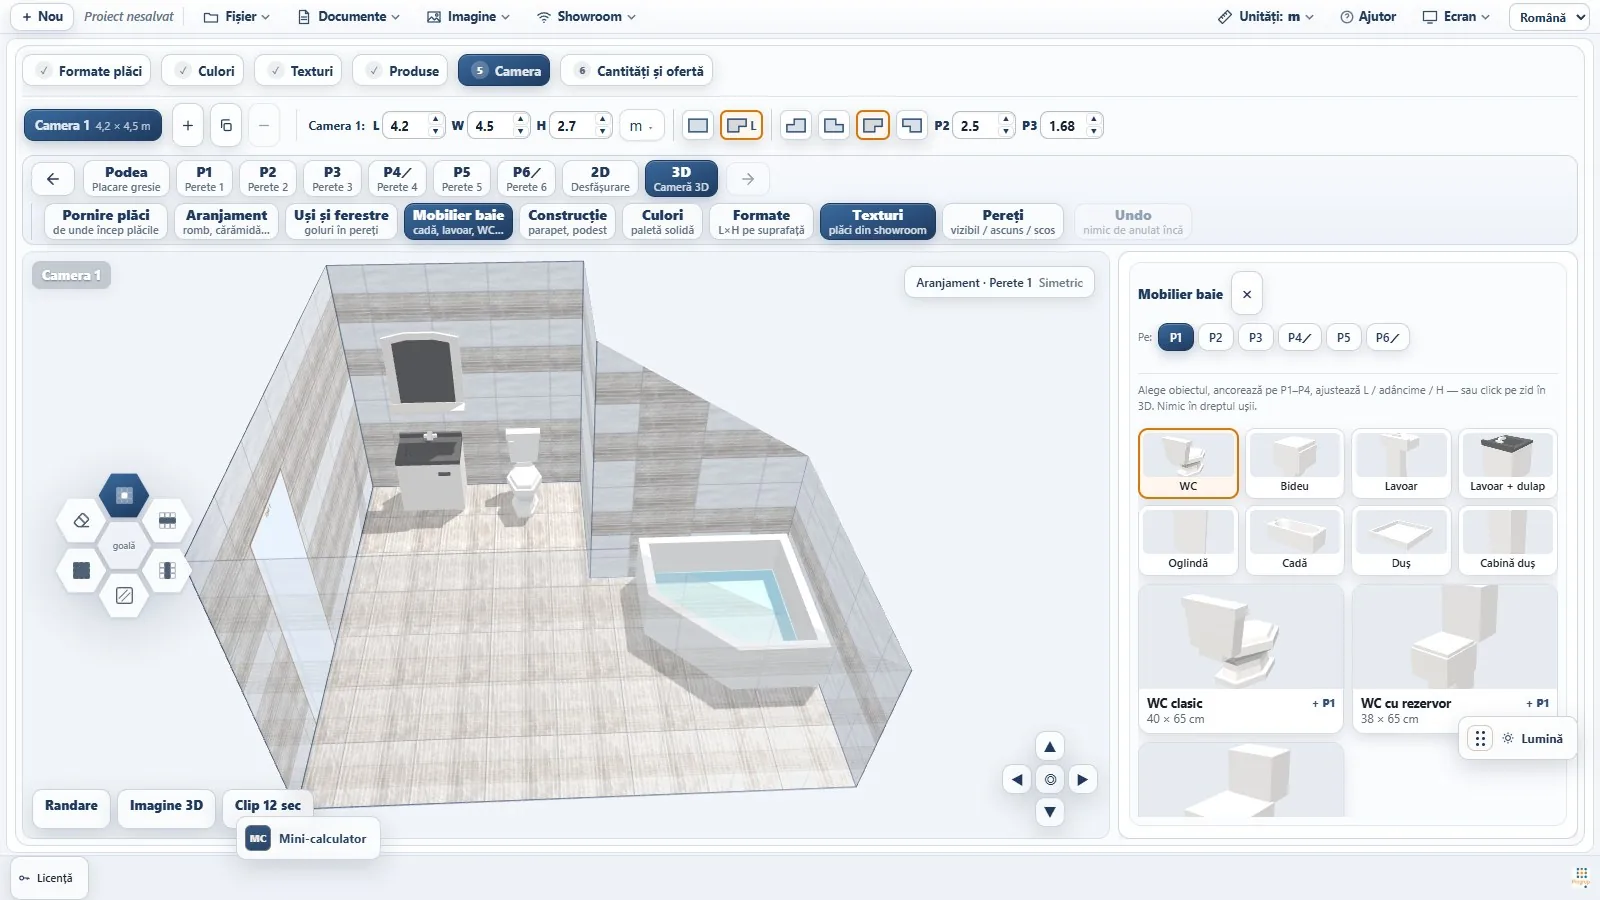 + Nou
Proiect nesalvat
Fișier
Documente
Imagine
Showroom
Unități: m
Ajutor
Ecran
Română
✓ Formate plăci
✓ Culori
✓ Texturi
✓ Produse
5 Camera
6 Cantități și ofertă
Camera 1 4,2 × 4,5 m
+
−
Camera 1:
L 4.2
W 4.5
H 2.7
m
L
P2 2.5
P3 1.68
Podea
Placare gresie
P1
Perete 1
P2
Perete 2
P3
Perete 3
P4⁄
Perete 4
P5
Perete 5
P6⁄
Perete 6
2D
Desfășurare
3D
Cameră 3D
Pornire plăci
de unde încep plăcile
Aranjament
romb, cărămidă...
Uși și ferestre
goluri în pereți
Mobilier baie
cadă, lavoar, WC...
Construcție
parapet, podest
Culori
paletă solidă
Formate
L×H pe suprafață
Texturi
plăci din showroom
Pereți
vizibil / ascuns / scos
Undo
nimic de anulat încă
Camera 1
Aranjament · Perete 1 Simetric
goală
Randare
Imagine 3D
Clip 12 sec
MC Mini-calculator
Licență
Mobilier baie
×
Pe: P1 P2 P3 P4⁄ P5 P6⁄
Alege obiectul, ancorează pe P1–P4, ajustează L / adâncime / H — sau click pe zid în
3D. Nimic în dreptul ușii.
WC
Bideu
Lavoar
Lavoar + dulap
Oglindă
Cadă
Duș
Cabină duș
WC clasic + P1
40 × 65 cm
WC cu rezervor + P1
38 × 65 cm
Lumină